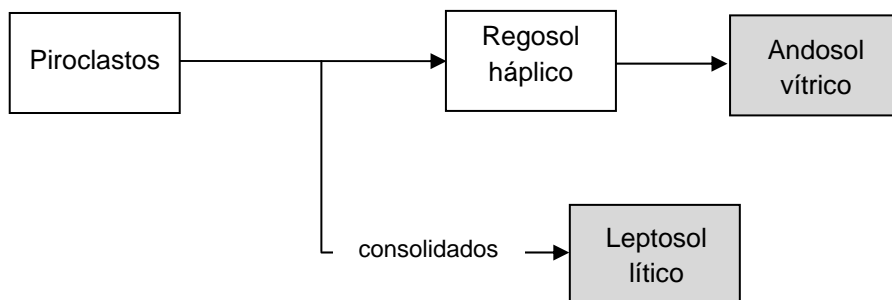 Piroclastos
Regosol
háplico
Andosol
vítrico
consolidados
Leptosol
lítico